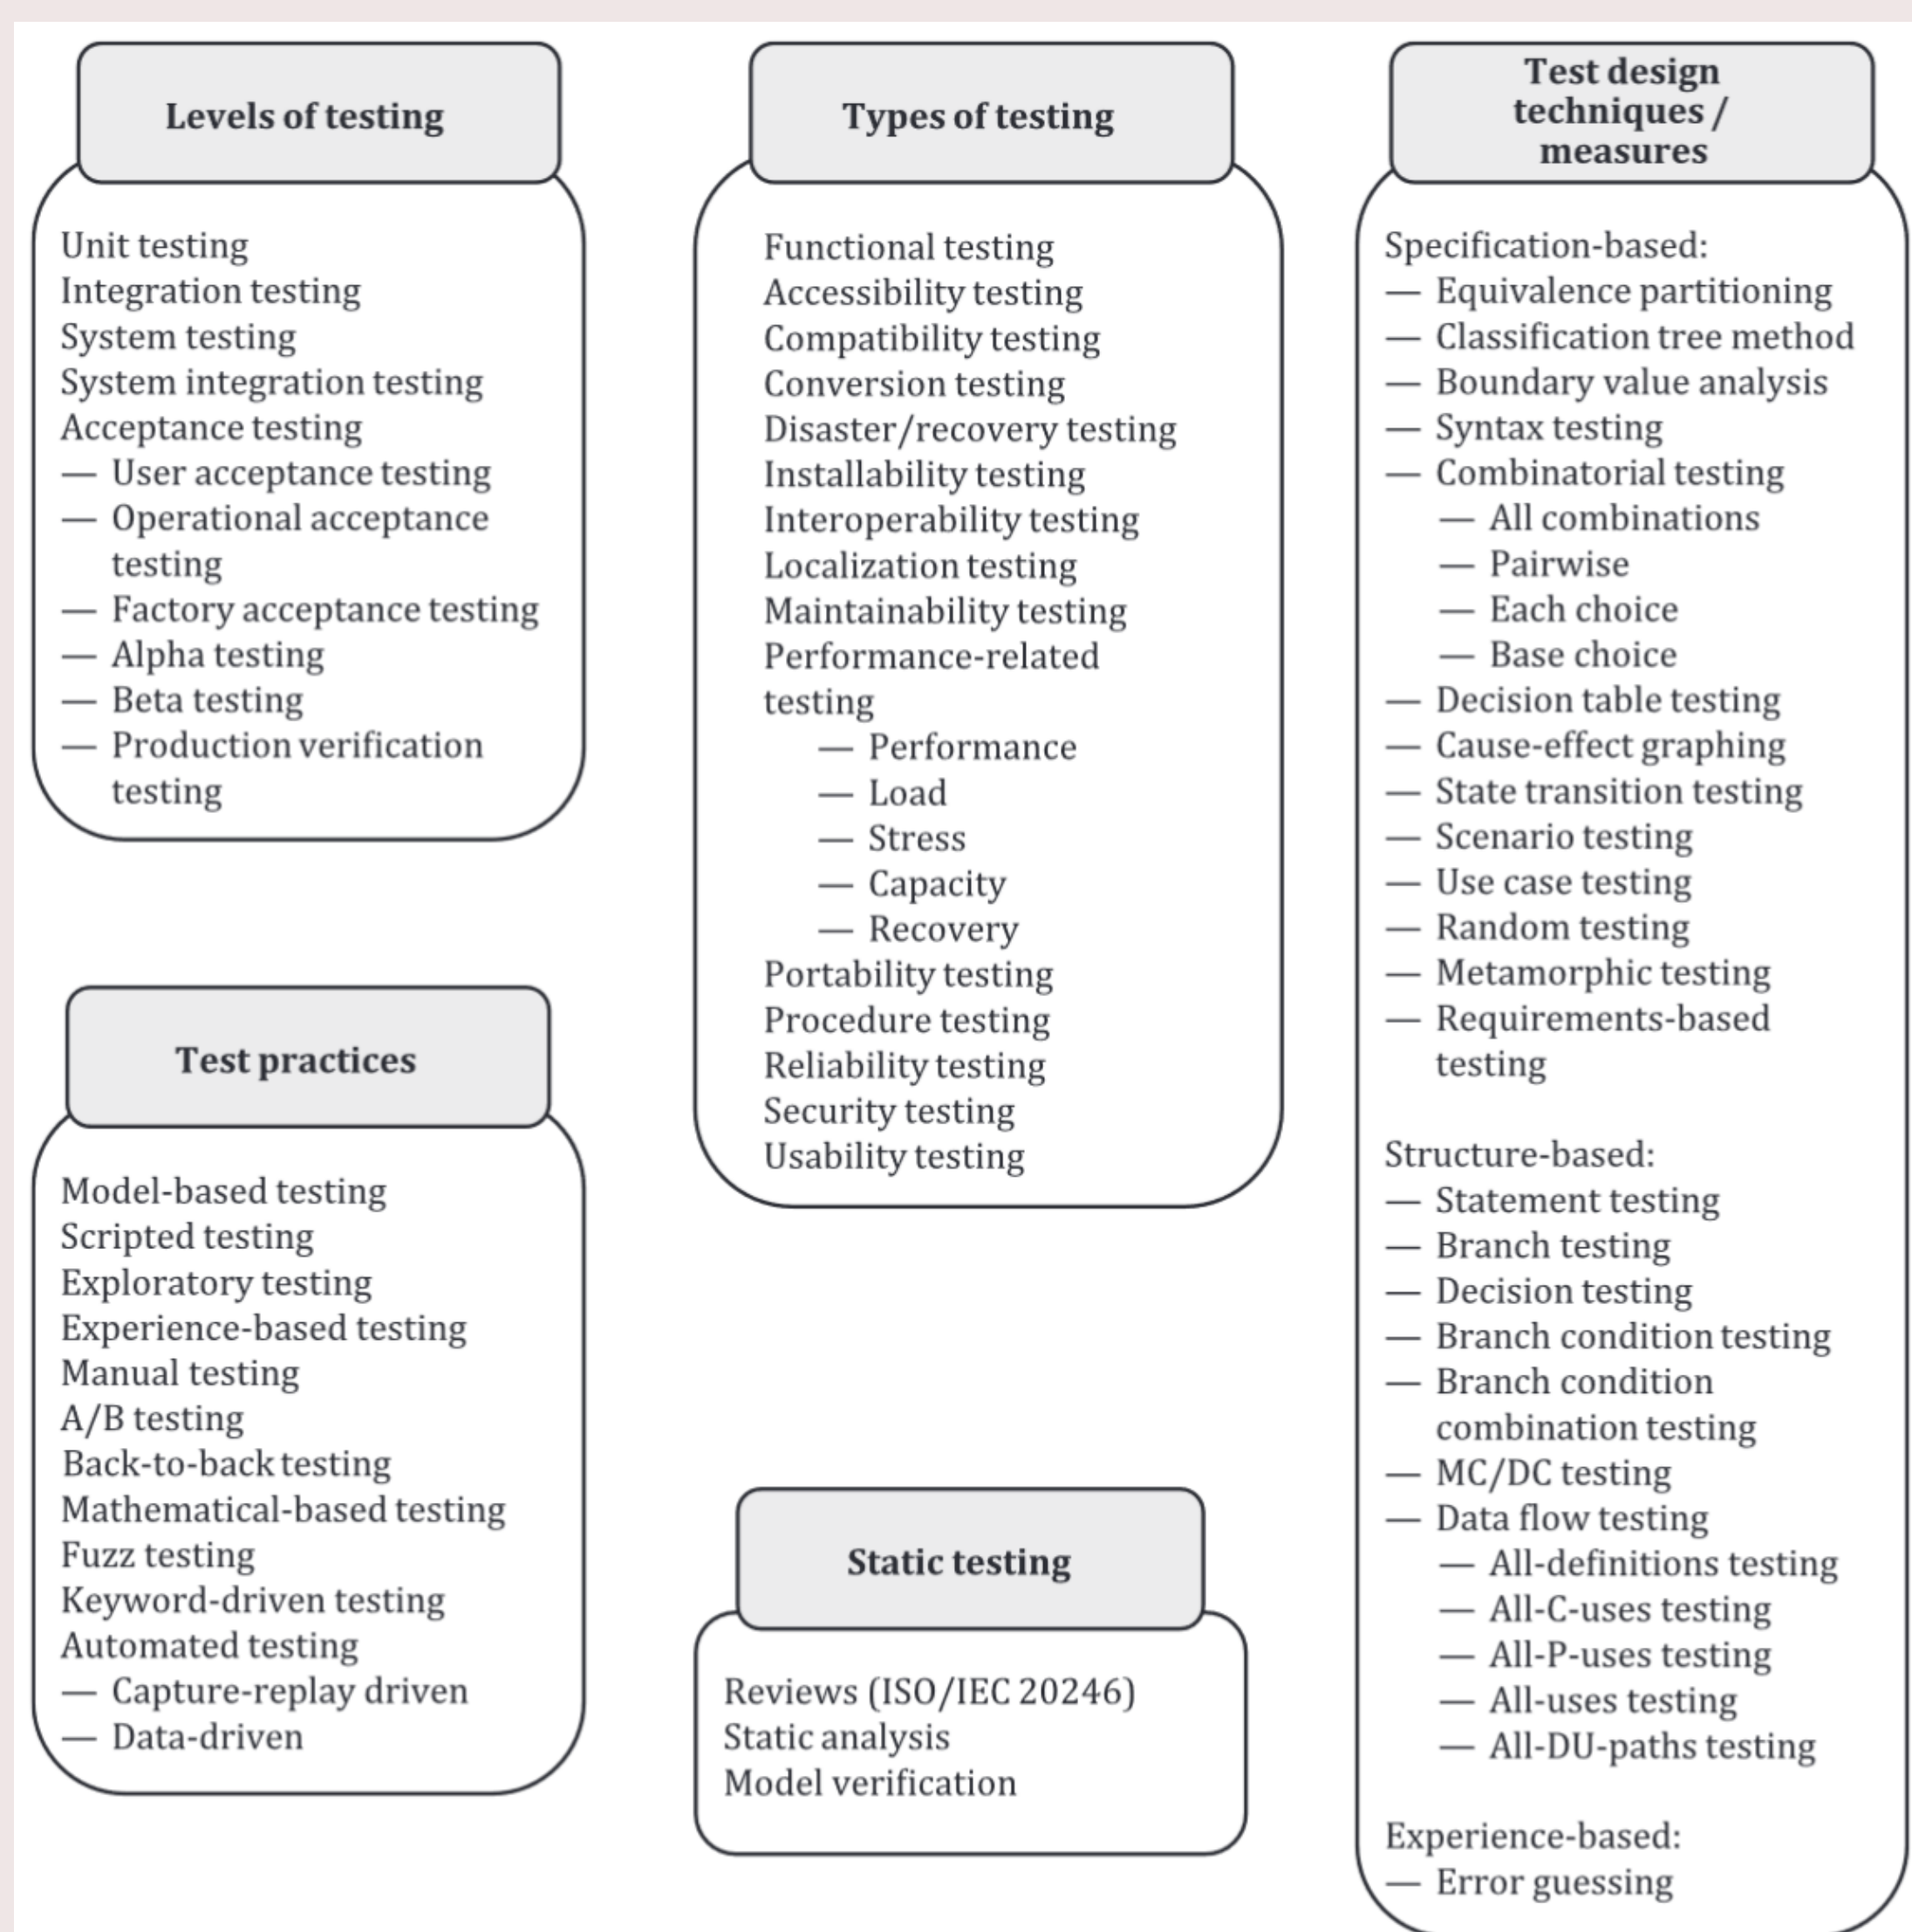 Levels of testing
Unit testing
Integration testing
System testing
System integration testing
Acceptance testing
— User acceptance testing
— Operational acceptance
testing
— Factory acceptance testing
— Alpha testing
— Beta testing
— Production verification
testing
Test practices
Model-based testing
Scripted testing
Exploratory testing
Experience-based testing
Manual testing
A/B testing
Back-to-back testing
Mathematical-based testing
Fuzz testing
Keyword-driven testing
Automated testing
— Capture-replay driven
— Data-driven
Types of testing
Functional testing
Accessibility testing
Compatibility testing
Conversion testing
Disaster/recovery testing
Installability testing
Interoperability testing
Localization testing
Maintainability testing
Performance-related
testing
— Performance
— Load
— Stress
— Capacity
— Recovery
Portability testing
Procedure testing
Reliability testing
Security testing
Usability testing
Static testing
Reviews (ISO/IEC 20246)
Static analysis
Model verification
Test design
techniques /
measures
Specification-based:
— Equivalence partitioning
— Classification tree method
— Boundary value analysis
— Syntax testing
— Combinatorial testing
— All combinations
— Pairwise
— Each choice
— Base choice
— Decision table testing
— Cause-effect graphing
— State transition testing
— Scenario testing
— Use case testing
— Random testing
— Metamorphic testing
— Requirements-based
testing
Structure-based:
— Statement testing
— Branch testing
— Decision testing
— Branch condition testing
— Branch condition
combination testing
— MC/DC testing
— Data flow testing
— All-definitions testing
— All-C-uses testing
— All-P-uses testing
— All-uses testing
— All-DU-paths testing
Experience-based:
— Error guessing